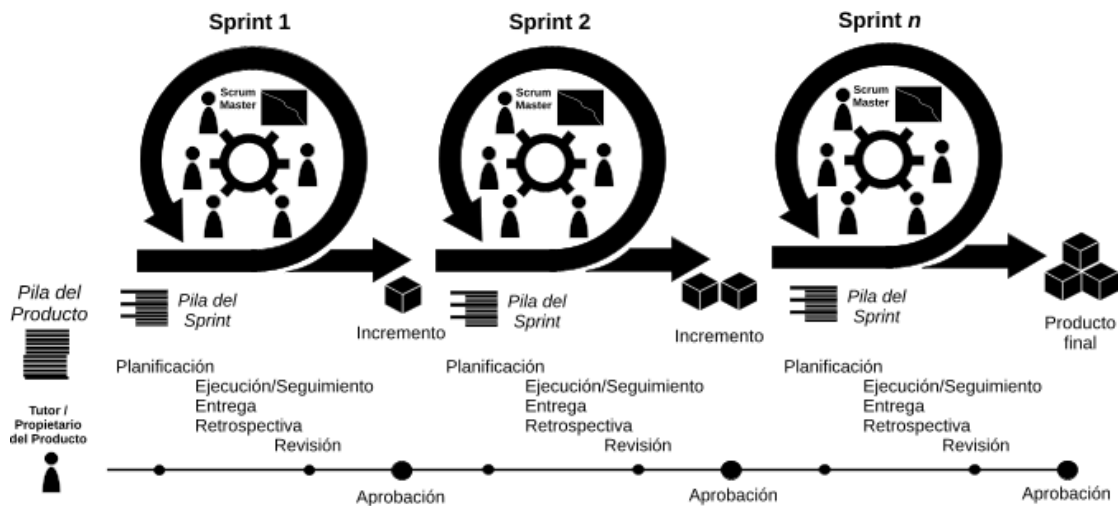 Sprint 1
Sprint 2
Sprint n
Scrum
Master
Scrum
Master
Scrum
Master
Pila del
Producto
Pila del
Sprint
Incremento
Pila del
Sprint
Incremento
Pila del
Sprint
Producto
final
Planificación
Ejecución/Seguimiento
Entrega
Retrospectiva
Revisión
Planificación
Ejecución/Seguimiento
Entrega
Retrospectiva
Revisión
Planificación
Ejecución/Seguimiento
Entrega
Retrospectiva
Revisión
Tutor /
Propietario
del Producto
Aprobación
Aprobación
Aprobación